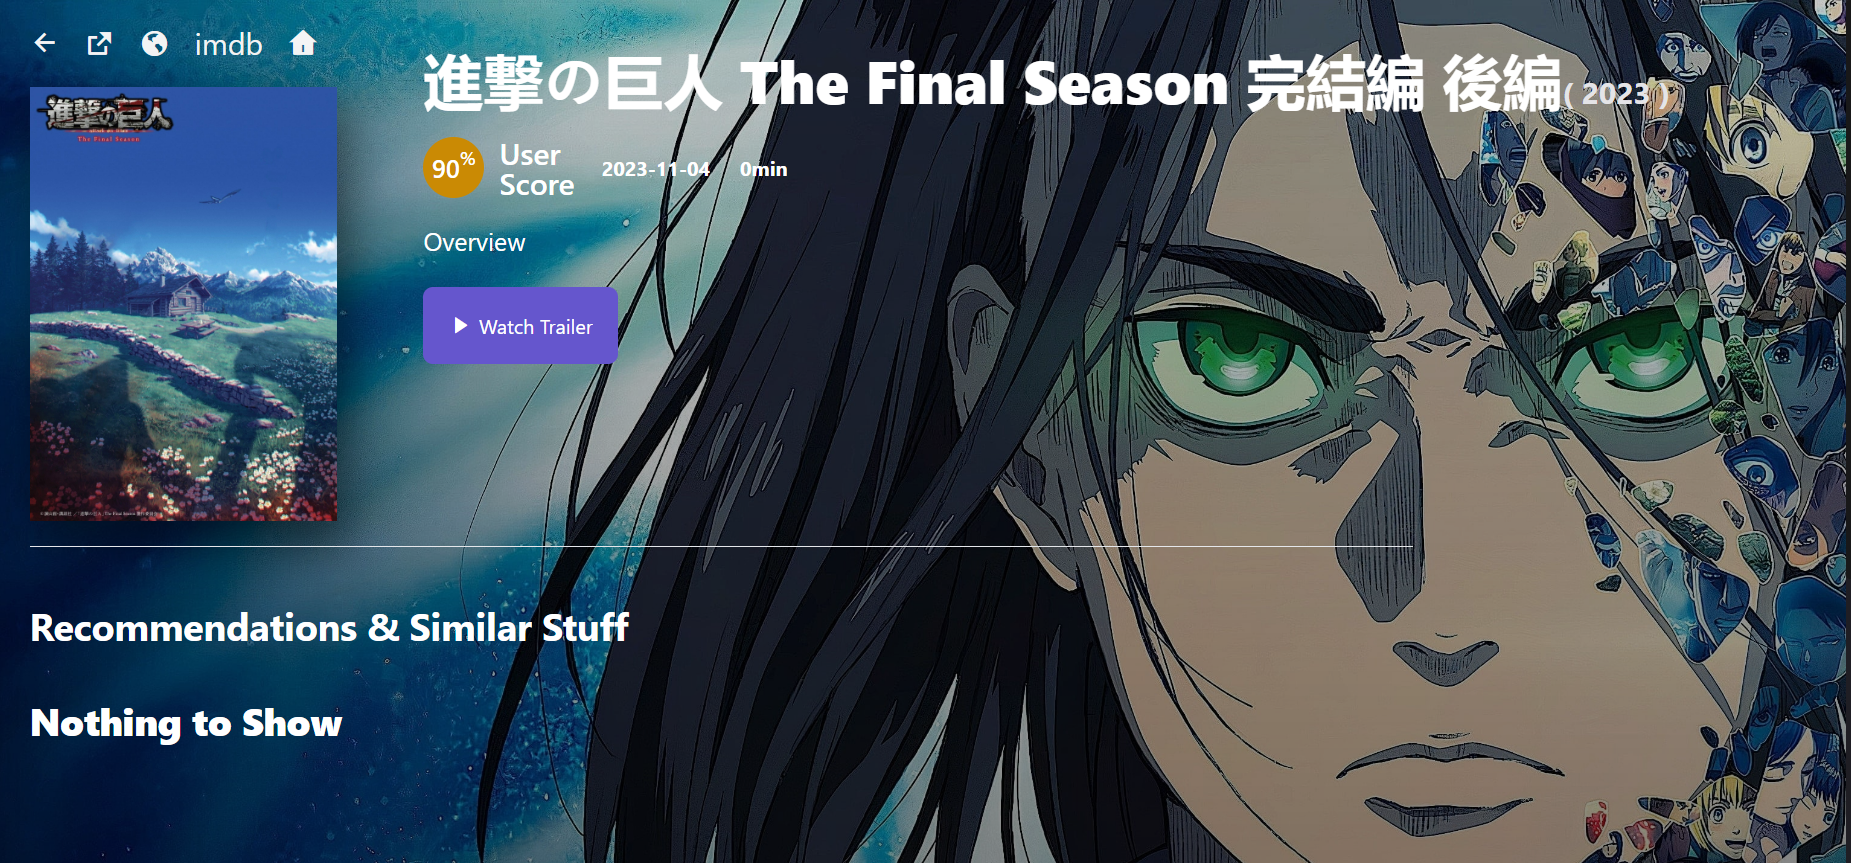 imdb
進撃の巨人 The Final Season 完結編 後編 ( 2023 )
進撃の巨人
The Final Season
90%
User
Score
2023-11-04
0min
Overview
Watch Trailer
Recommendations & Similar Stuff
Nothing to Show